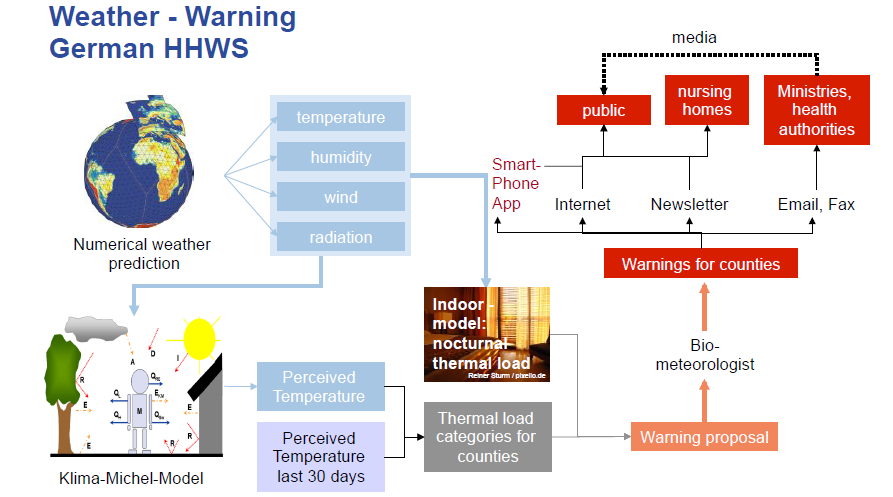 Weather - Warning
German HHWS
media
temperature
humidity
wind
radiation
public
nursing
homes
Ministries,
health
authorities
Smart-
Phone
App
Internet
Newsletter
Email, Fax
Numerical weather
prediction
Warnings for counties
Indoor -
model:
nocturnal
thermal load
Reiner Sturm / pixelio.de
Bio-
meteorologist
Perceived
Temperature
Thermal load
categories for
counties
Warning proposal
Perceived
Temperature
last 30 days
A
D
I
R
M
E
E
E
R
R
Klima-Michel-Model